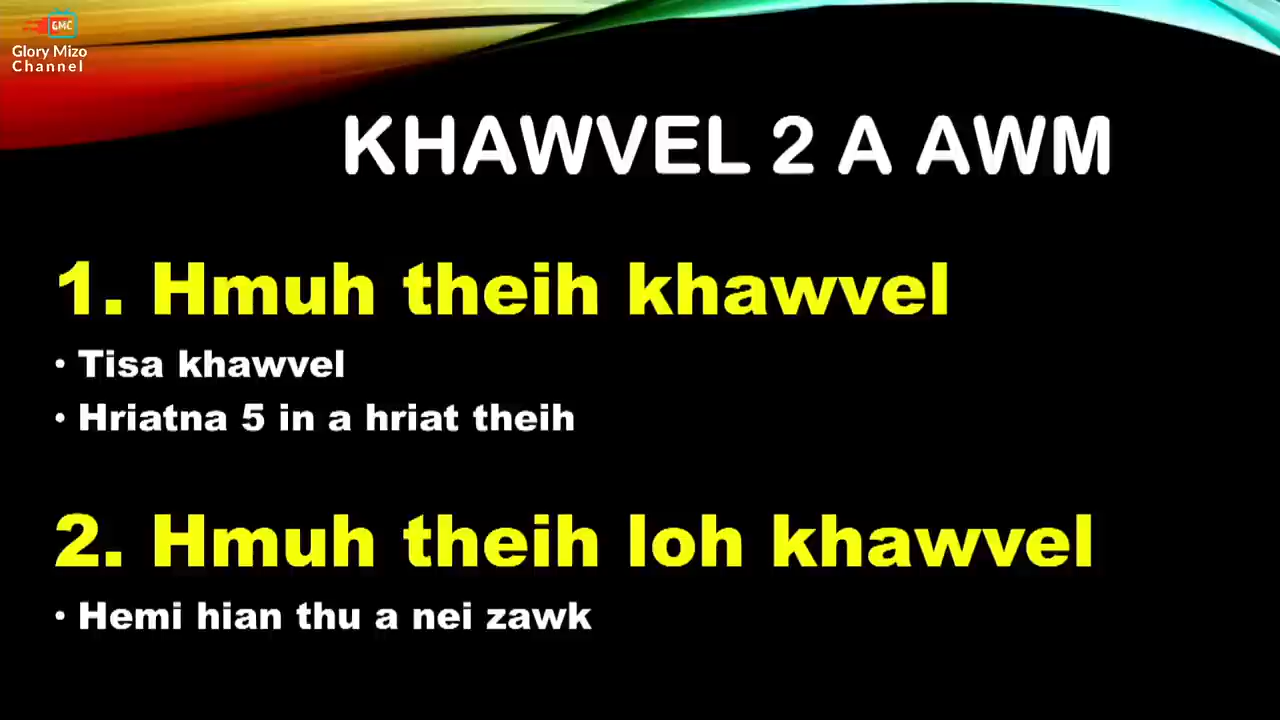 GMC
Glory Mizo
Channel
KHAWVEL 2 A AWM
1. Hmuh theih khawvel
• Tisa khawvel
• Hriatna 5 in a hriat theih
2. Hmuh theih loh khawvel
• Hemi hian thu a nei zawk